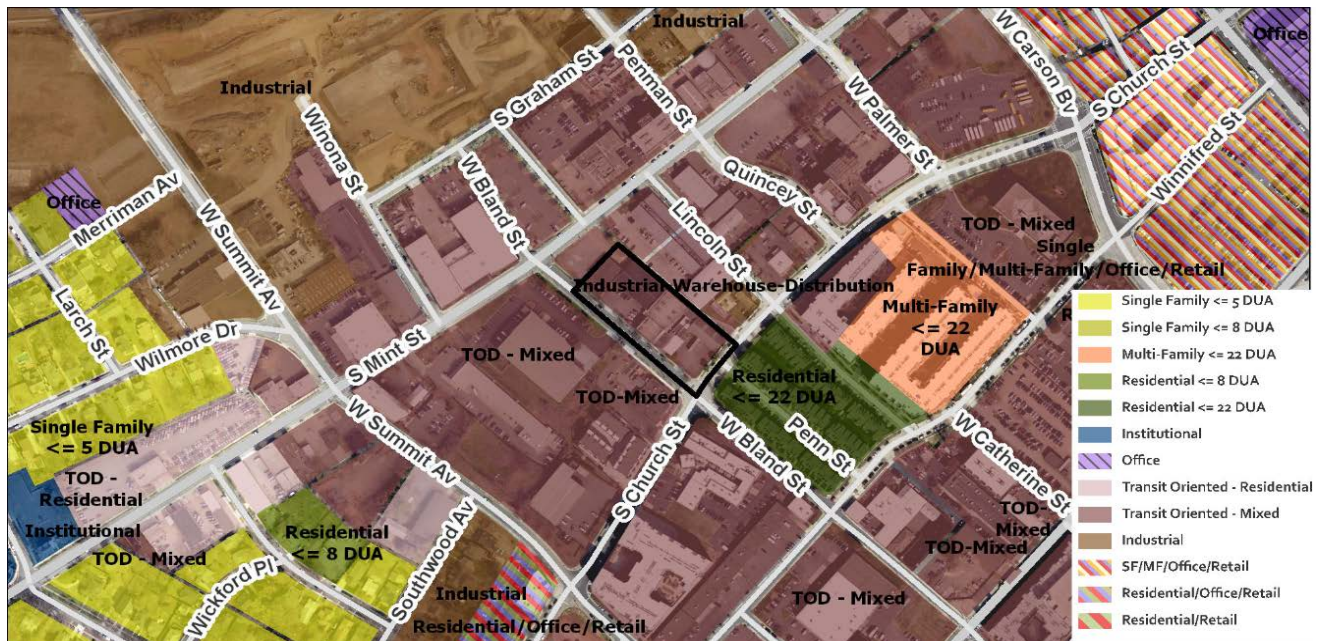 Industrial
Office
Industrial
Penman St
W Carson Bv
S Church St
Winnifred St
W Palmer St
S Graham St
Winona St
W Bland St
Quincey St
Lincoln St
Office
Merriman Av
W Summit Av
TOD - Mixed
Single
Family/Multi-Family/Office/Retail
Industrial-Warehouse-Distribution
Multi-Family
<= 22
DUA
Larch St
Wilmore Dr
S Mint St
TOD - Mixed
TOD-Mixed
Residential
<= 22 DUA
Single Family
<= 5 DUA
W Summit Av
S Church St
W Bland St
Penn St
W Catherine St
TOD -
Residential
Institutional
TOD - Mixed
Residential
<= 8 DUA
Southwood Av
Wickford Pl
Industrial
Residential/Office/Retail
TOD-
Mixed
TOD-Mixed
TOD - Mixed
R
Single Family <= 5 DUA
Single Family <= 8 DUA
Multi-Family <= 22 DUA
Residential <= 8 DUA
Residential <= 22 DUA
Institutional
Office
Transit Oriented - Residential
Transit Oriented - Mixed
Industrial
SF/MF/Office/Retail
Residential/Office/Retail
Residential/Retail